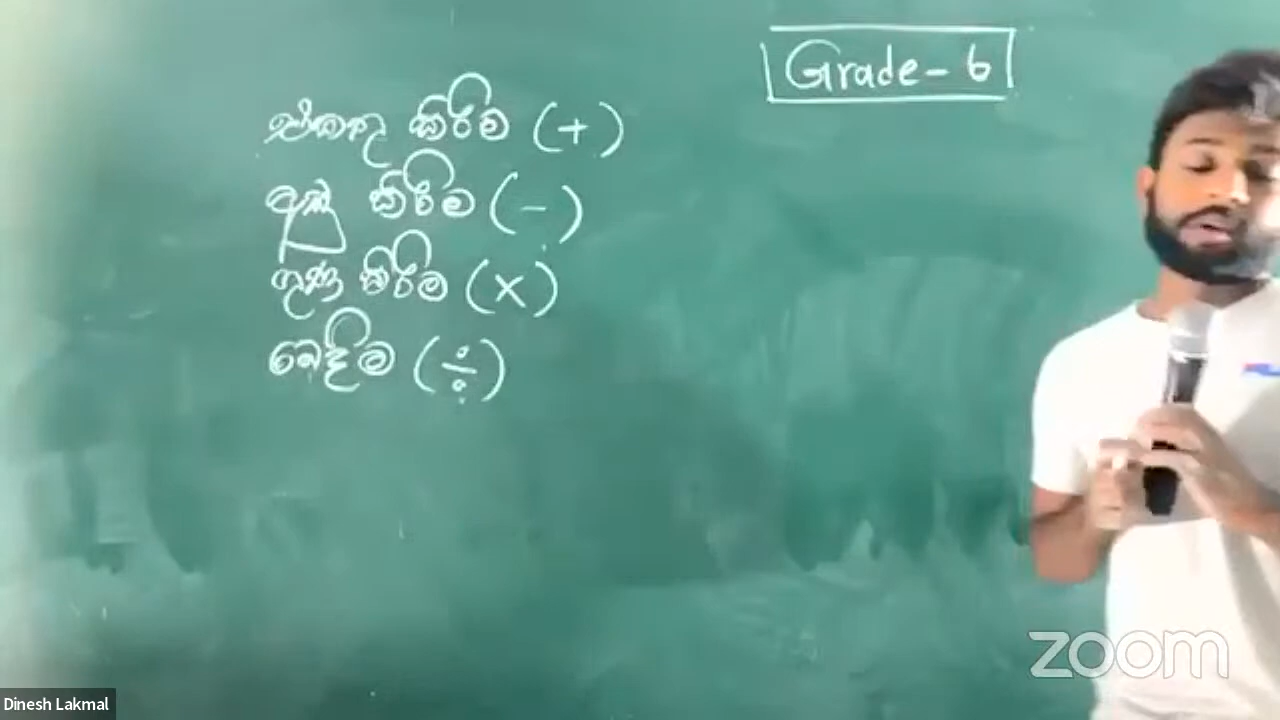 Grade - 6
එකතු කිරීම (+)
අඩු කිරීම (-)
ගුණ කිරීම (×)
බෙදීම (÷)
zoom
Dinesh Lakmal